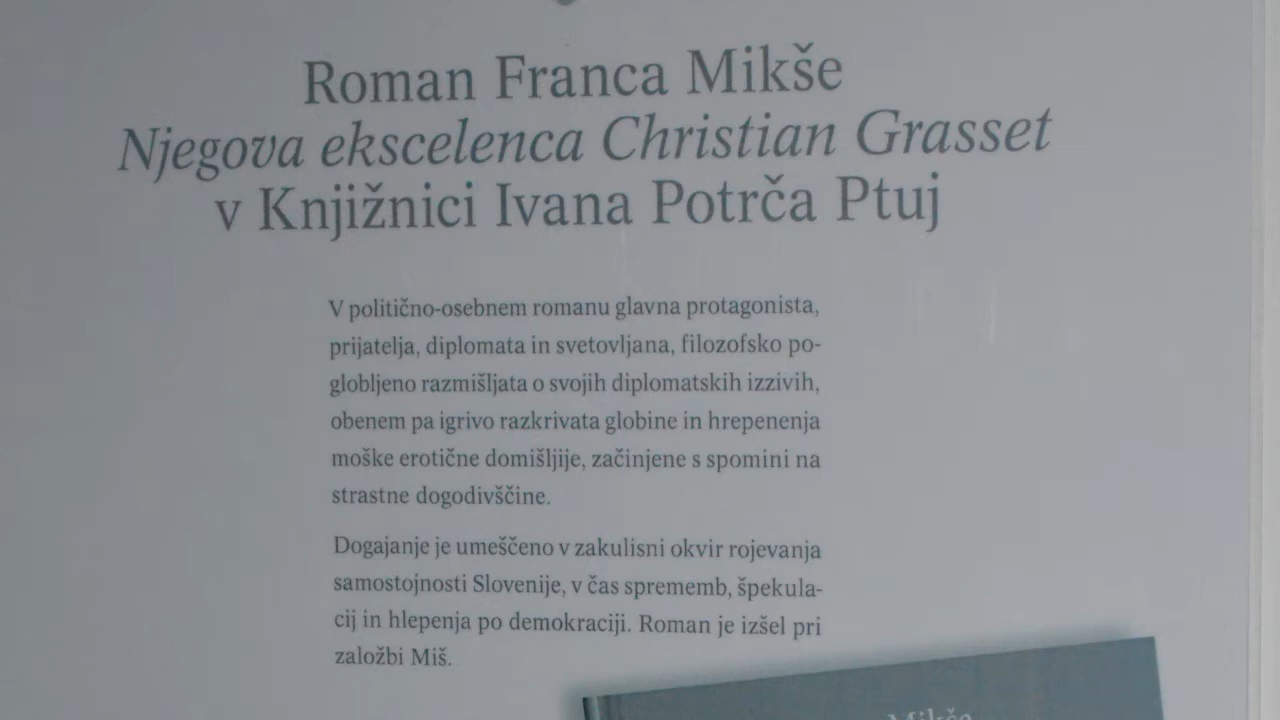 Roman Franca Mikše
Njegova ekscelenca Christian Grasset
v Knjižnici Ivana Potrča Ptuj
V politično-osebnem romanu glavna protagonista,
prijatelja, diplomata in svetovljana, filozofsko po-
globljeno razmišljata o svojih diplomatskih izzivih,
obenem pa igrivo razkrivata globine in hrepenenja
moške erotične domišljije, začinjene s spomini na
strastne dogodivščine.
Dogajanje je umeščeno v zakulisni okvir rojevanja
samostojnosti Slovenije, v čas sprememb, špekula-
cij in hlepenja po demokraciji. Roman je izšel pri
založbi Miš.